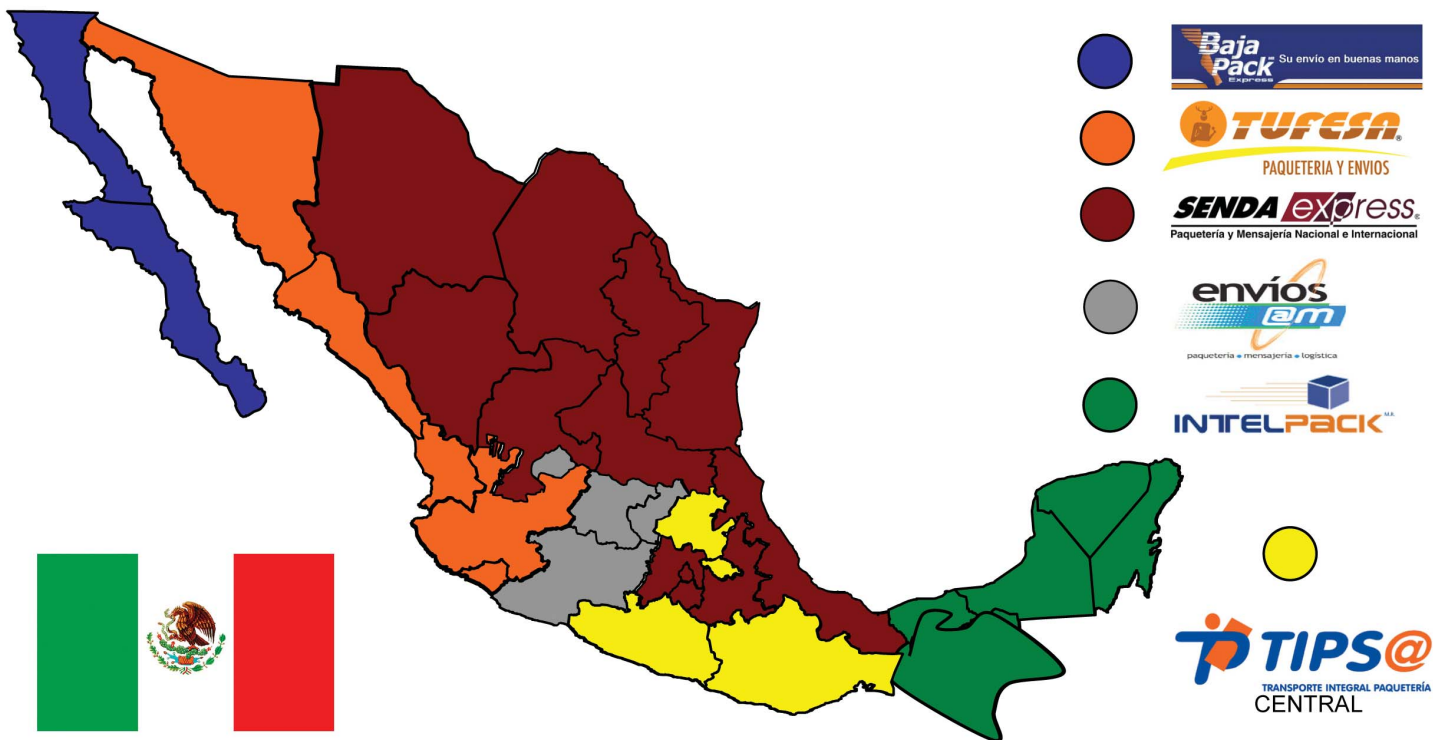 Baja
Pack
Express
Su envío en buenas manos
TUFESA
PAQUETERIA Y ENVIOS
SENDA express
Paquetería y Mensajería Nacional e Internacional
envíos
@m
paquetería • mensajería • logística
INTELPACK M.R.
TIPS@
TRANSPORTE INTEGRAL PAQUETERÍA
CENTRAL